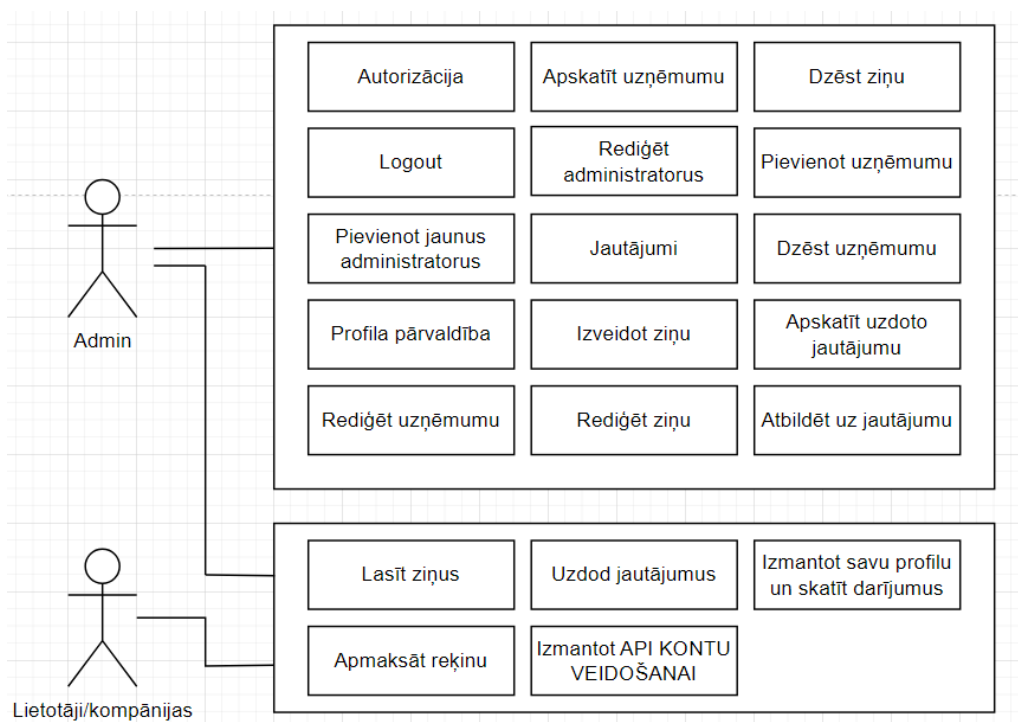 Autorizācija
Apskatīt uzņēmumu
Dzēst ziņu
Logout
Rediģēt
administratorus
Pievienot uzņēmumu
Pievienot jaunus
administratorus
Jautājumi
Dzēst uzņēmumu
Profila pārvaldība
Izveidot ziņu
Apskatīt uzdoto
jautājumu
Rediģēt uzņēmumu
Rediģēt ziņu
Atbildēt uz jautājumu
Admin
Lasīt ziņus
Uzdod jautājumus
Izmantot savu profilu
un skatīt darījumus
Apmaksāt reķinu
Izmantot API KONTU
VEIDOŠANAI
Lietotāji/kompānijas